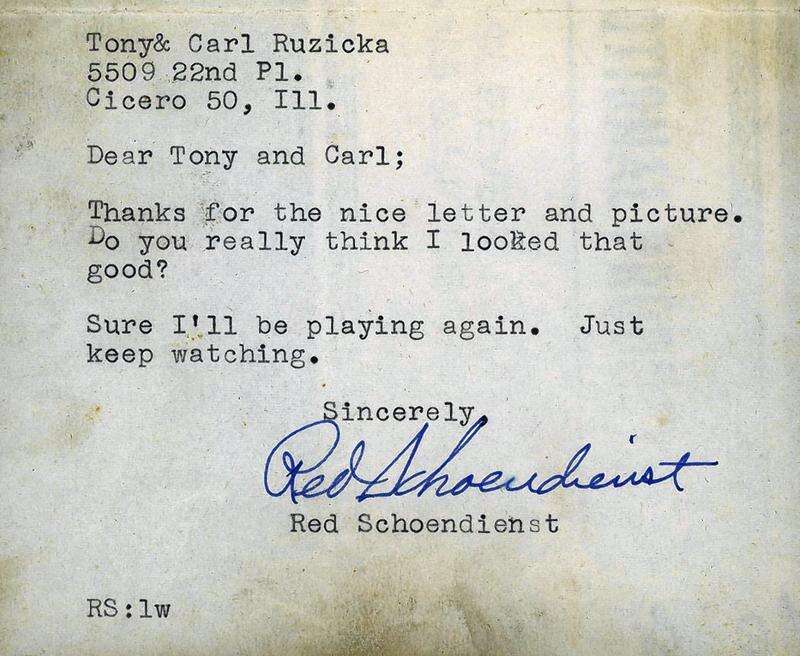 Tony& Carl Ruzicka
5509 22nd Pl.
Cicero 50, Ill.
Dear Tony and Carl;
Thanks for the nice letter and picture.
Do you really think I looked that
good?
Sure I'll be playing again.  Just
keep watching.
Sincerely,
Red Schoendienst
Red Schoendienst
RS:lw